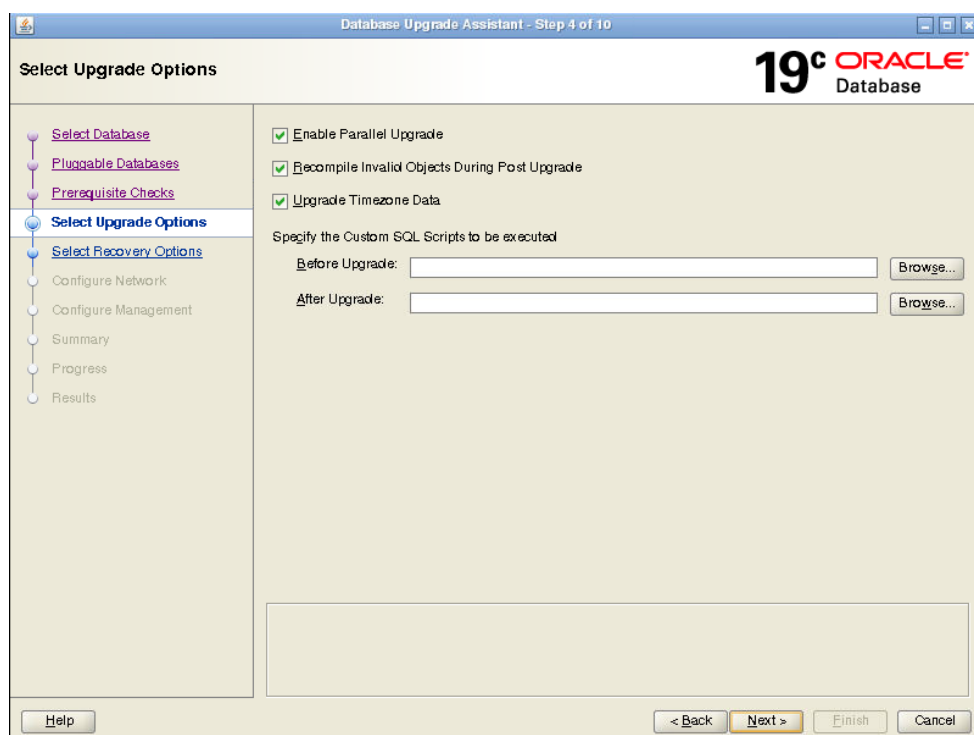 Database Upgrade Assistant - Step 4 of 10
Select Upgrade Options
19c ORACLE
Database
Select Database
Pluggable Databases
Prerequisite Checks
Select Upgrade Options
Select Recovery Options
Configure Network
Configure Management
Summary
Progress
Results
Enable Parallel Upgrade
Recompile Invalid Objects During Post Upgrade
Upgrade Timezone Data
Specify the Custom SQL Scripts to be executed
Before Upgrade: Browse...
After Upgrade: Browse...
Help < Back Next > Finish Cancel